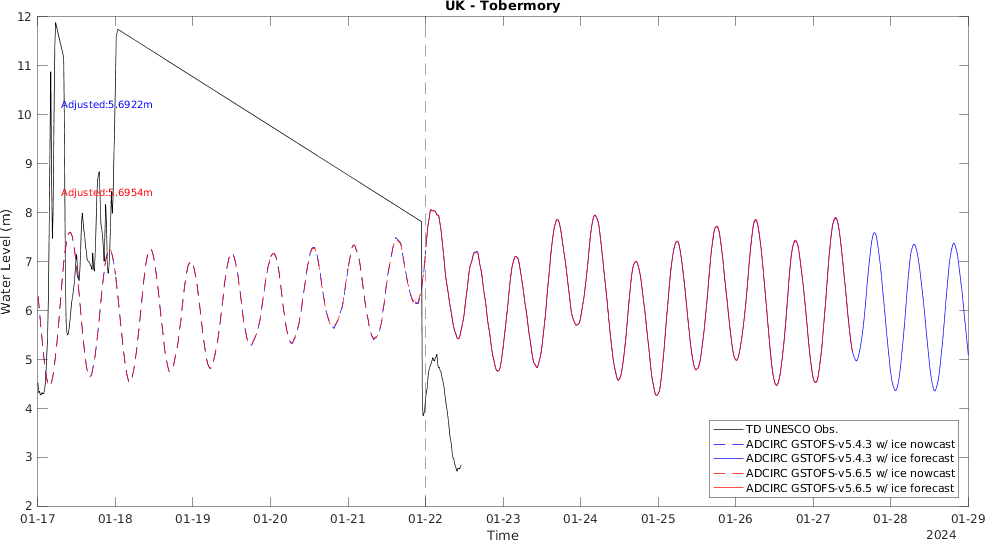 UK - Tobermory
12
11
10
9
8
7
6
5
4
3
2
Water Level (m)
Adjusted:5.6922m
Adjusted:5.6954m
TD UNESCO Obs.
ADCIRC GSTOFS-v5.4.3 w/ ice nowcast
ADCIRC GSTOFS-v5.4.3 w/ ice forecast
ADCIRC GSTOFS-v5.6.5 w/ ice nowcast
ADCIRC GSTOFS-v5.6.5 w/ ice forecast
01-17 01-18 01-19 01-20 01-21 01-22 01-23 01-24 01-25 01-26 01-27 01-28 01-29
Time
2024